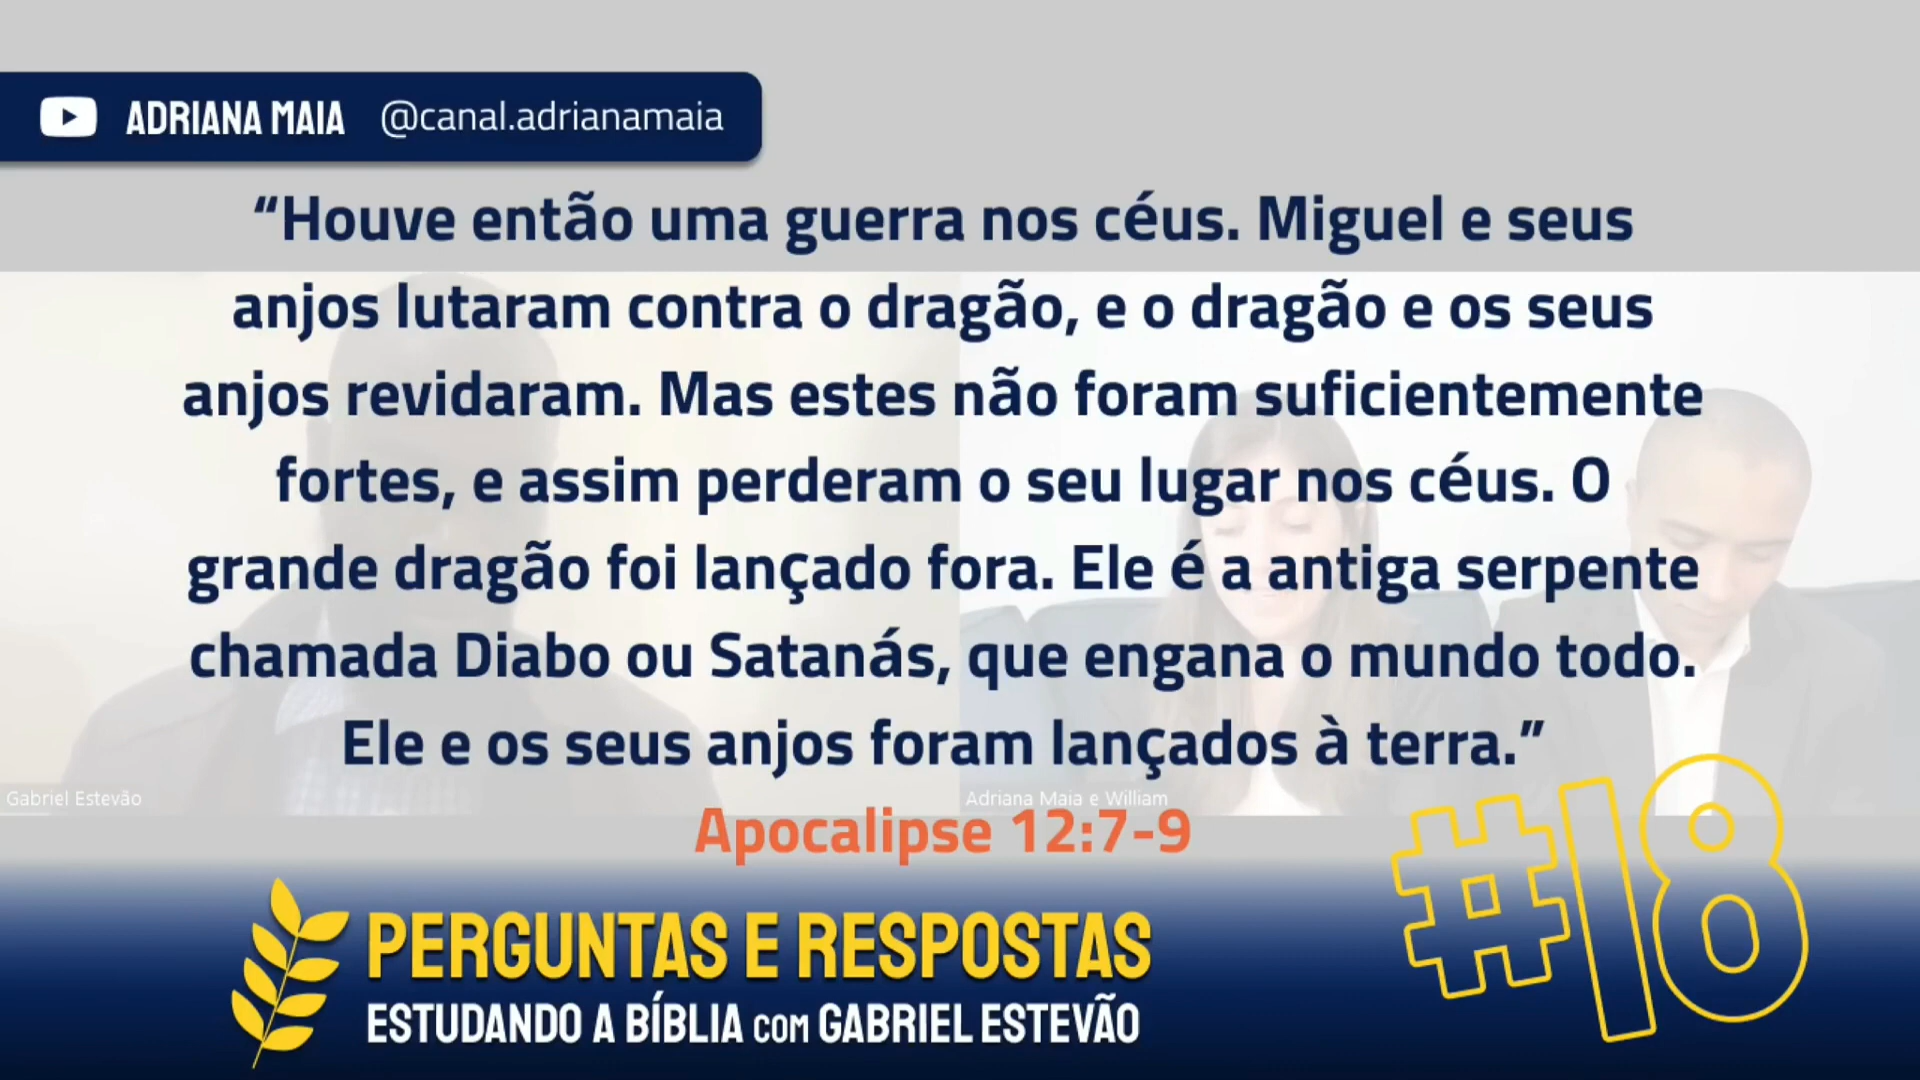 ADRIANA MAIA @canal.adrianamaia
“Houve então uma guerra nos céus. Miguel e seus
anjos lutaram contra o dragão, e o dragão e os seus
anjos revidaram. Mas estes não foram suficientemente
fortes, e assim perderam o seu lugar nos céus. O
grande dragão foi lançado fora. Ele é a antiga serpente
chamada Diabo ou Satanás, que engana o mundo todo.
Ele e os seus anjos foram lançados à terra.”
Gabriel Estevão
Adriana Maia e William
Apocalipse 12:7-9
#18
PERGUNTAS E RESPOSTAS
ESTUDANDO A BÍBLIA COM GABRIEL ESTEVÃO